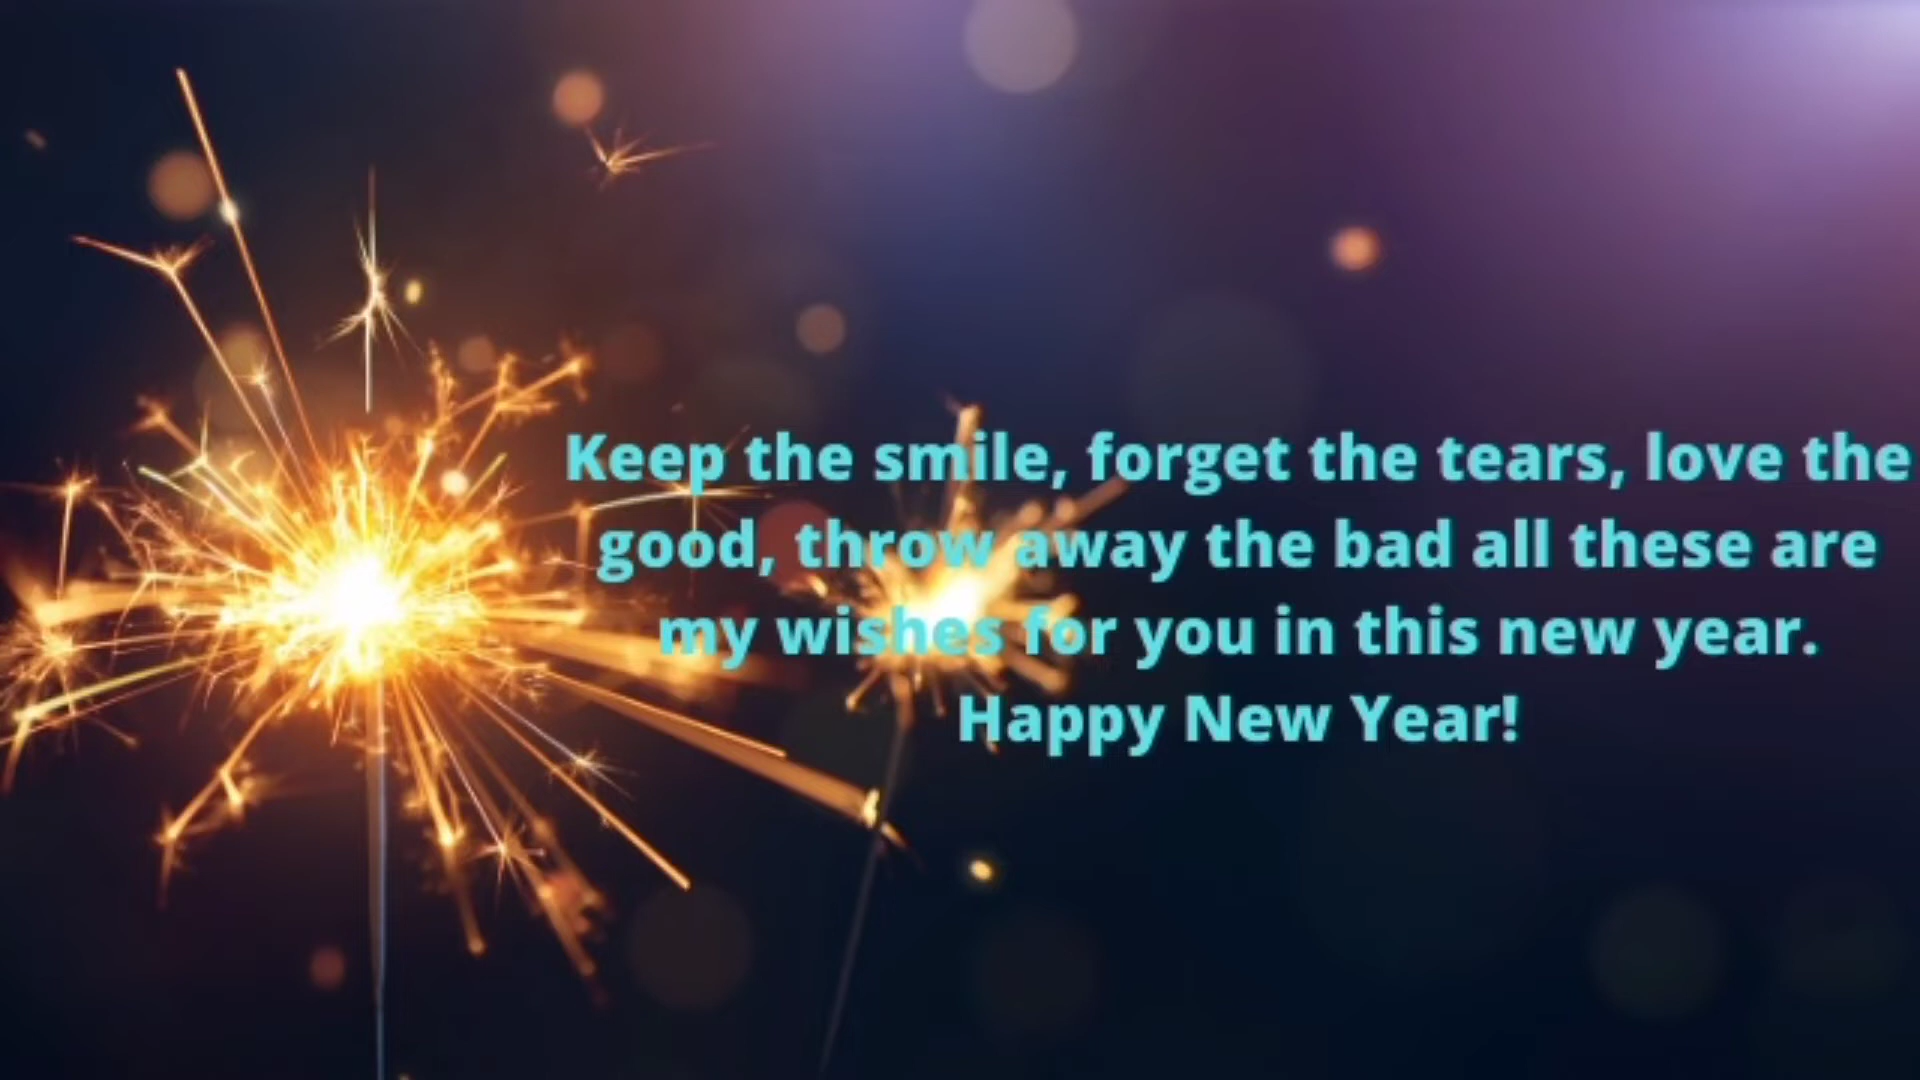 Keep the smile, forget the tears, love the
good, throw away the bad all these are
my wishes for you in this new year.
Happy New Year!